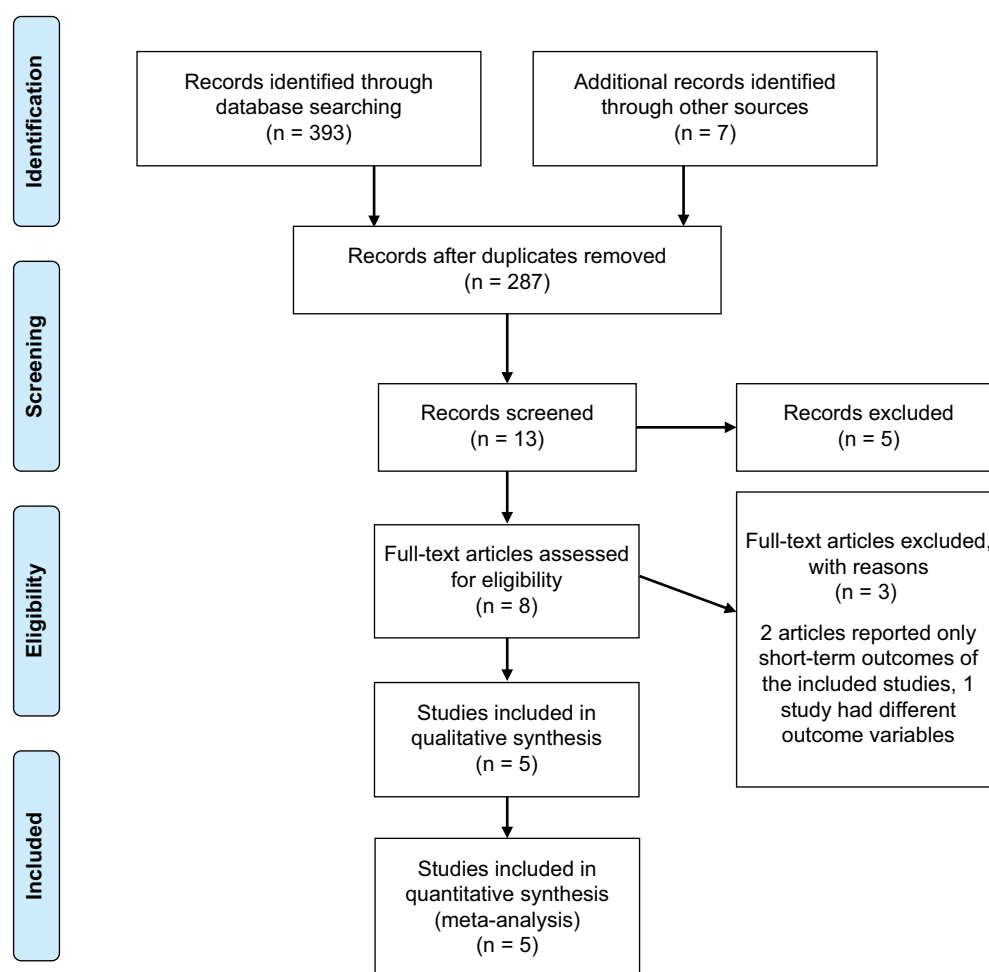 Identification
Records identified through
database searching
(n = 393)
Additional records identified
through other sources
(n = 7)
Records after duplicates removed
(n = 287)
Screening
Records screened
(n = 13)
Records excluded
(n = 5)
Eligibility
Full-text articles assessed
for eligibility
(n = 8)
Full-text articles excluded,
with reasons
(n = 3)
2 articles reported only
short-term outcomes of
the included studies, 1
study had different
outcome variables
Studies included in
qualitative synthesis
(n = 5)
Included
Studies included in
quantitative synthesis
(meta-analysis)
(n = 5)